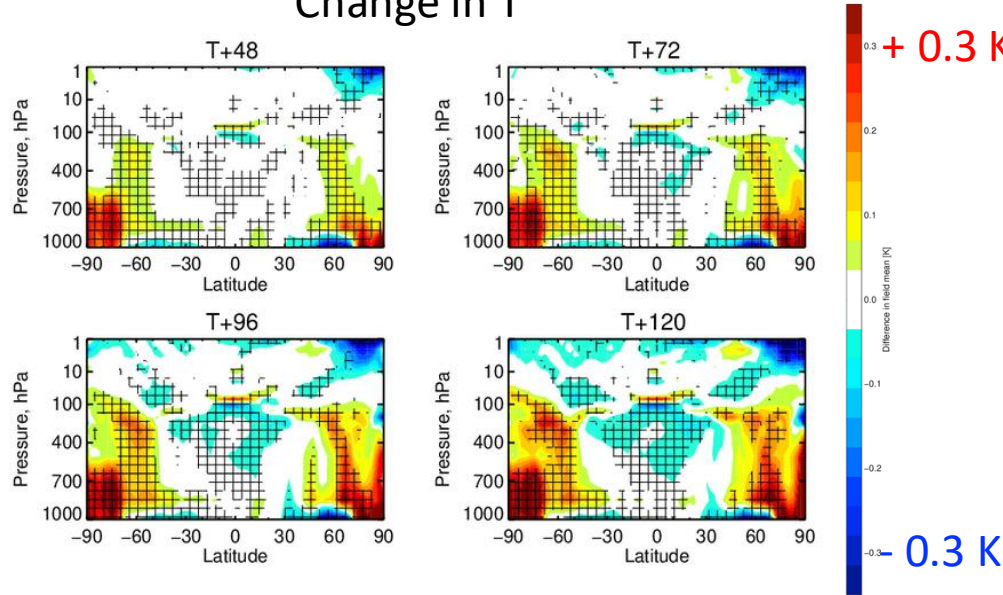 Change in T
T+48
Pressure, hPa
1
10
100
400
700
1000
−90 −60 −30 0 30 60 90
Latitude
T+72
Pressure, hPa
1
10
100
400
700
1000
−90 −60 −30 0 30 60 90
Latitude
T+96
Pressure, hPa
1
10
100
400
700
1000
−90 −60 −30 0 30 60 90
Latitude
T+120
Pressure, hPa
1
10
100
400
700
1000
−90 −60 −30 0 30 60 90
Latitude
0.3
0.2
0.1
0.0
−0.1
−0.2
−0.3
Difference in field mean [K]
+ 0.3 K
- 0.3 K